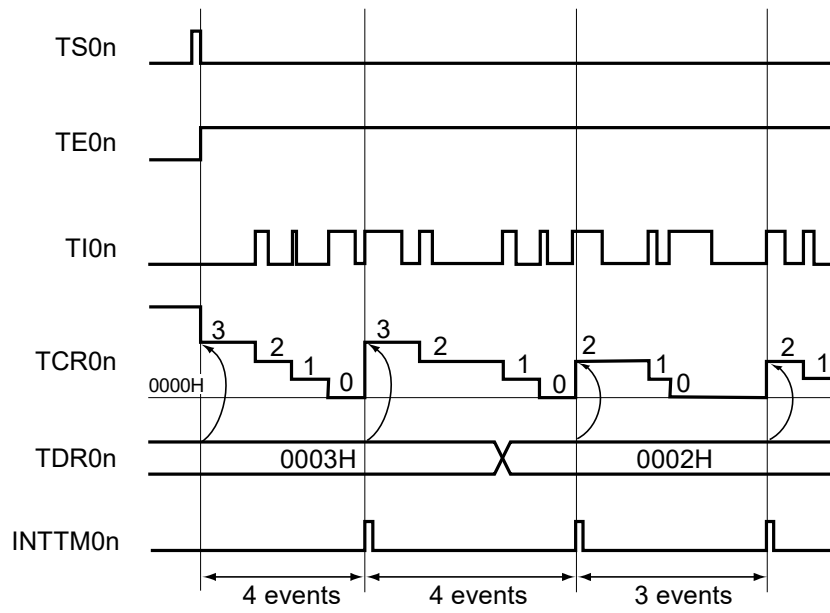 TS0n
TE0n
TI0n
TCR0n
3
2
1
0
3
2
1
0
2
1
0
2
1
0000H
TDR0n
0003H
0002H
INTTM0n
4 events
4 events
3 events